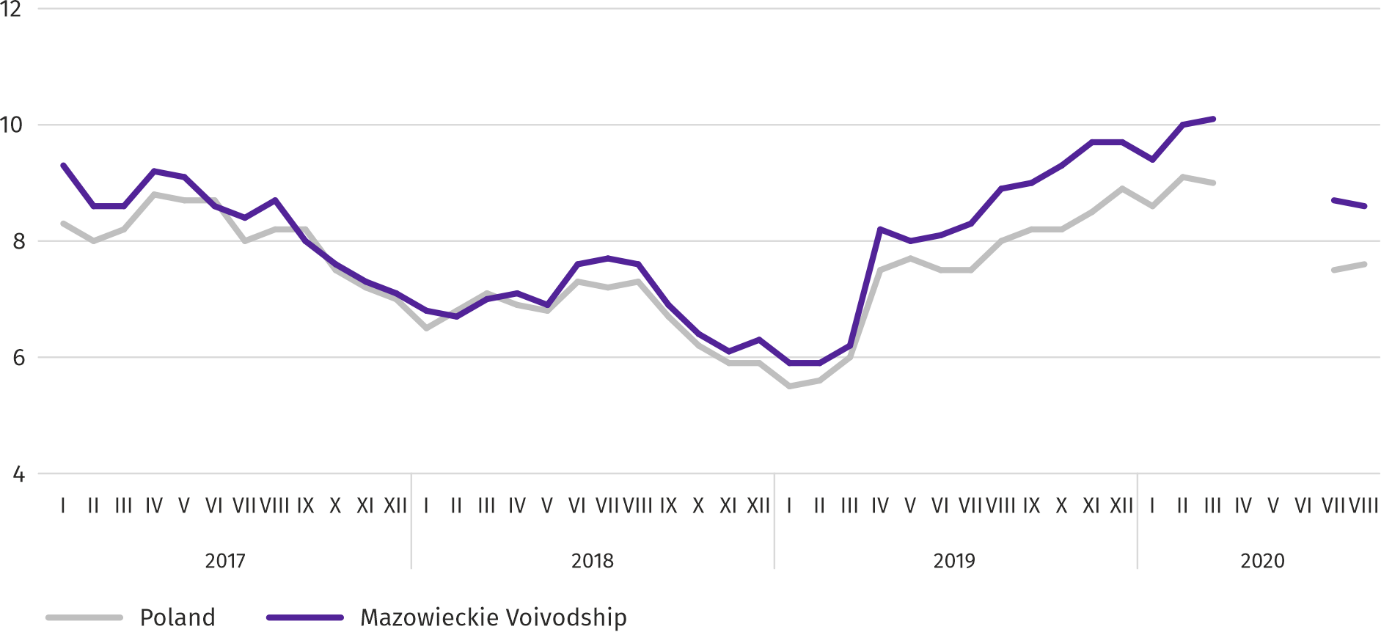 12
10
8
6
4
I II III IV V VI VII VIII IX X XI XII I II III IV V VI VII VIII IX X XI XII I II III IV V VI VII VIII IX X XI XII I II III IV V VI VII VIII
2017 2018 2019 2020
Poland Mazowieckie Voivodship